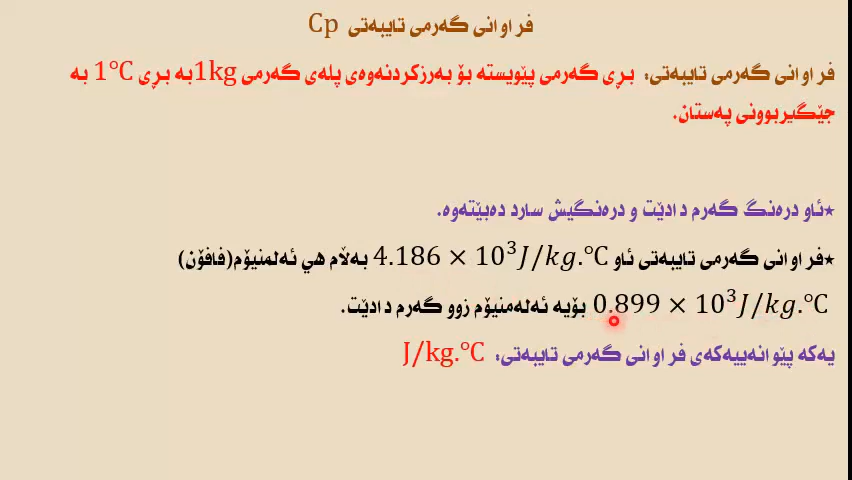 فراوانی گەرمی تایبەتی Cp
فراوانی گەرمی تایبەتی: بڕی گەرمی پێویستە بۆ بەرزکردنەوەی پلەی گەرمی 1kg بە بڕی 1°C بە
جێگیربوونی پەستان.
٭ئاو درەنگ گەرم دادێت و درەنگیش سارد دەبێتەوە.
٭فراوانی گەرمی تایبەتی ئاو 4.186 × 10³J/kg.°C بەڵام هي ئەلمنیۆم(فافۆن)
0.899 × 10³J/kg.°C بۆیە ئەلەمنیۆم زوو گەرم دادێت.
یەکە پێوانەییەکەی فراوانی گەرمی تایبەتی: J/kg.°C